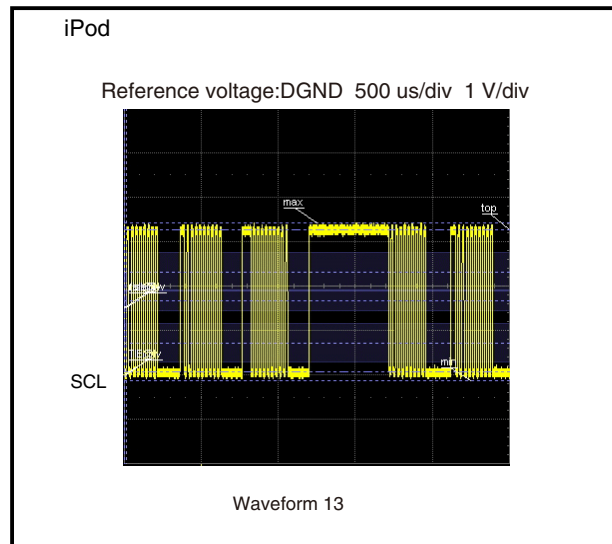 iPod
Reference voltage:DGND 500 us/div 1 V/div
max
top
min
SCL
Waveform 13